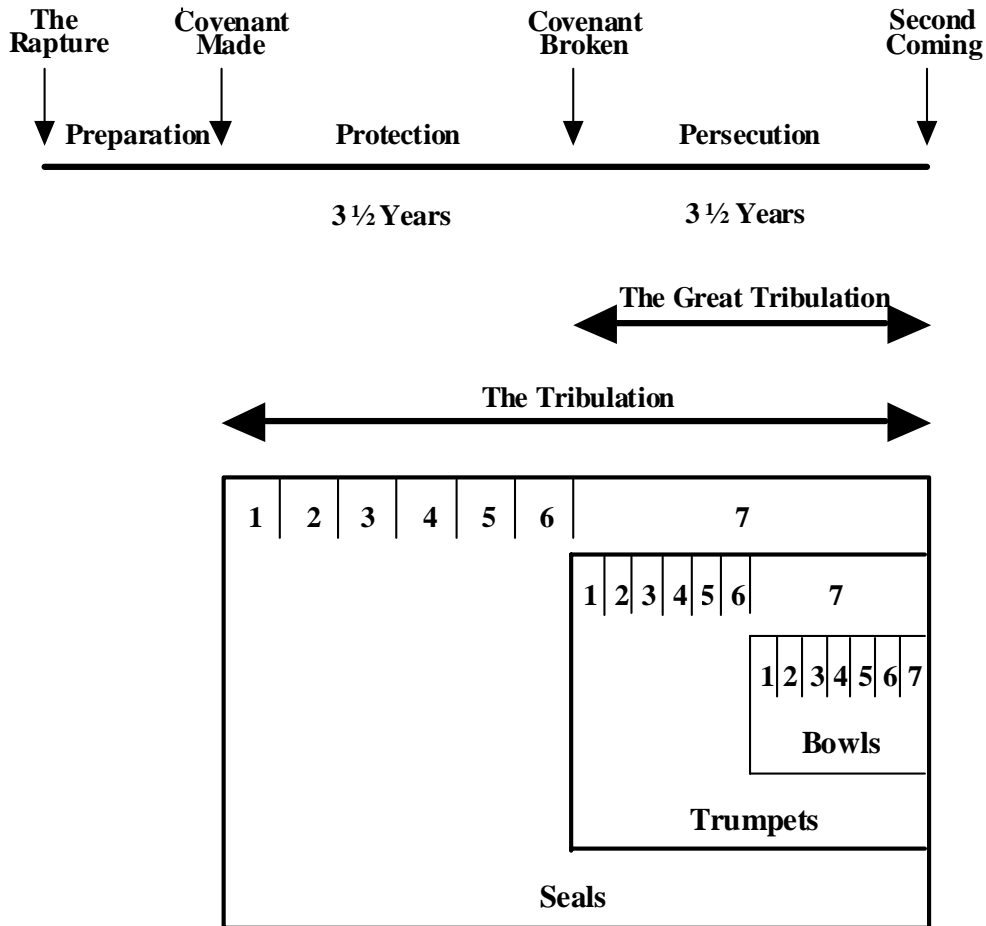 The
Rapture
Covenant
Made
Covenant
Broken
Second
Coming
Preparation
Protection
Persecution
3 ½ Years
3 ½ Years
The Great Tribulation
The Tribulation
1 2 3 4 5 6 7
1 2 3 4 5 6 7
1 2 3 4 5 6 7
Bowls
Trumpets
Seals